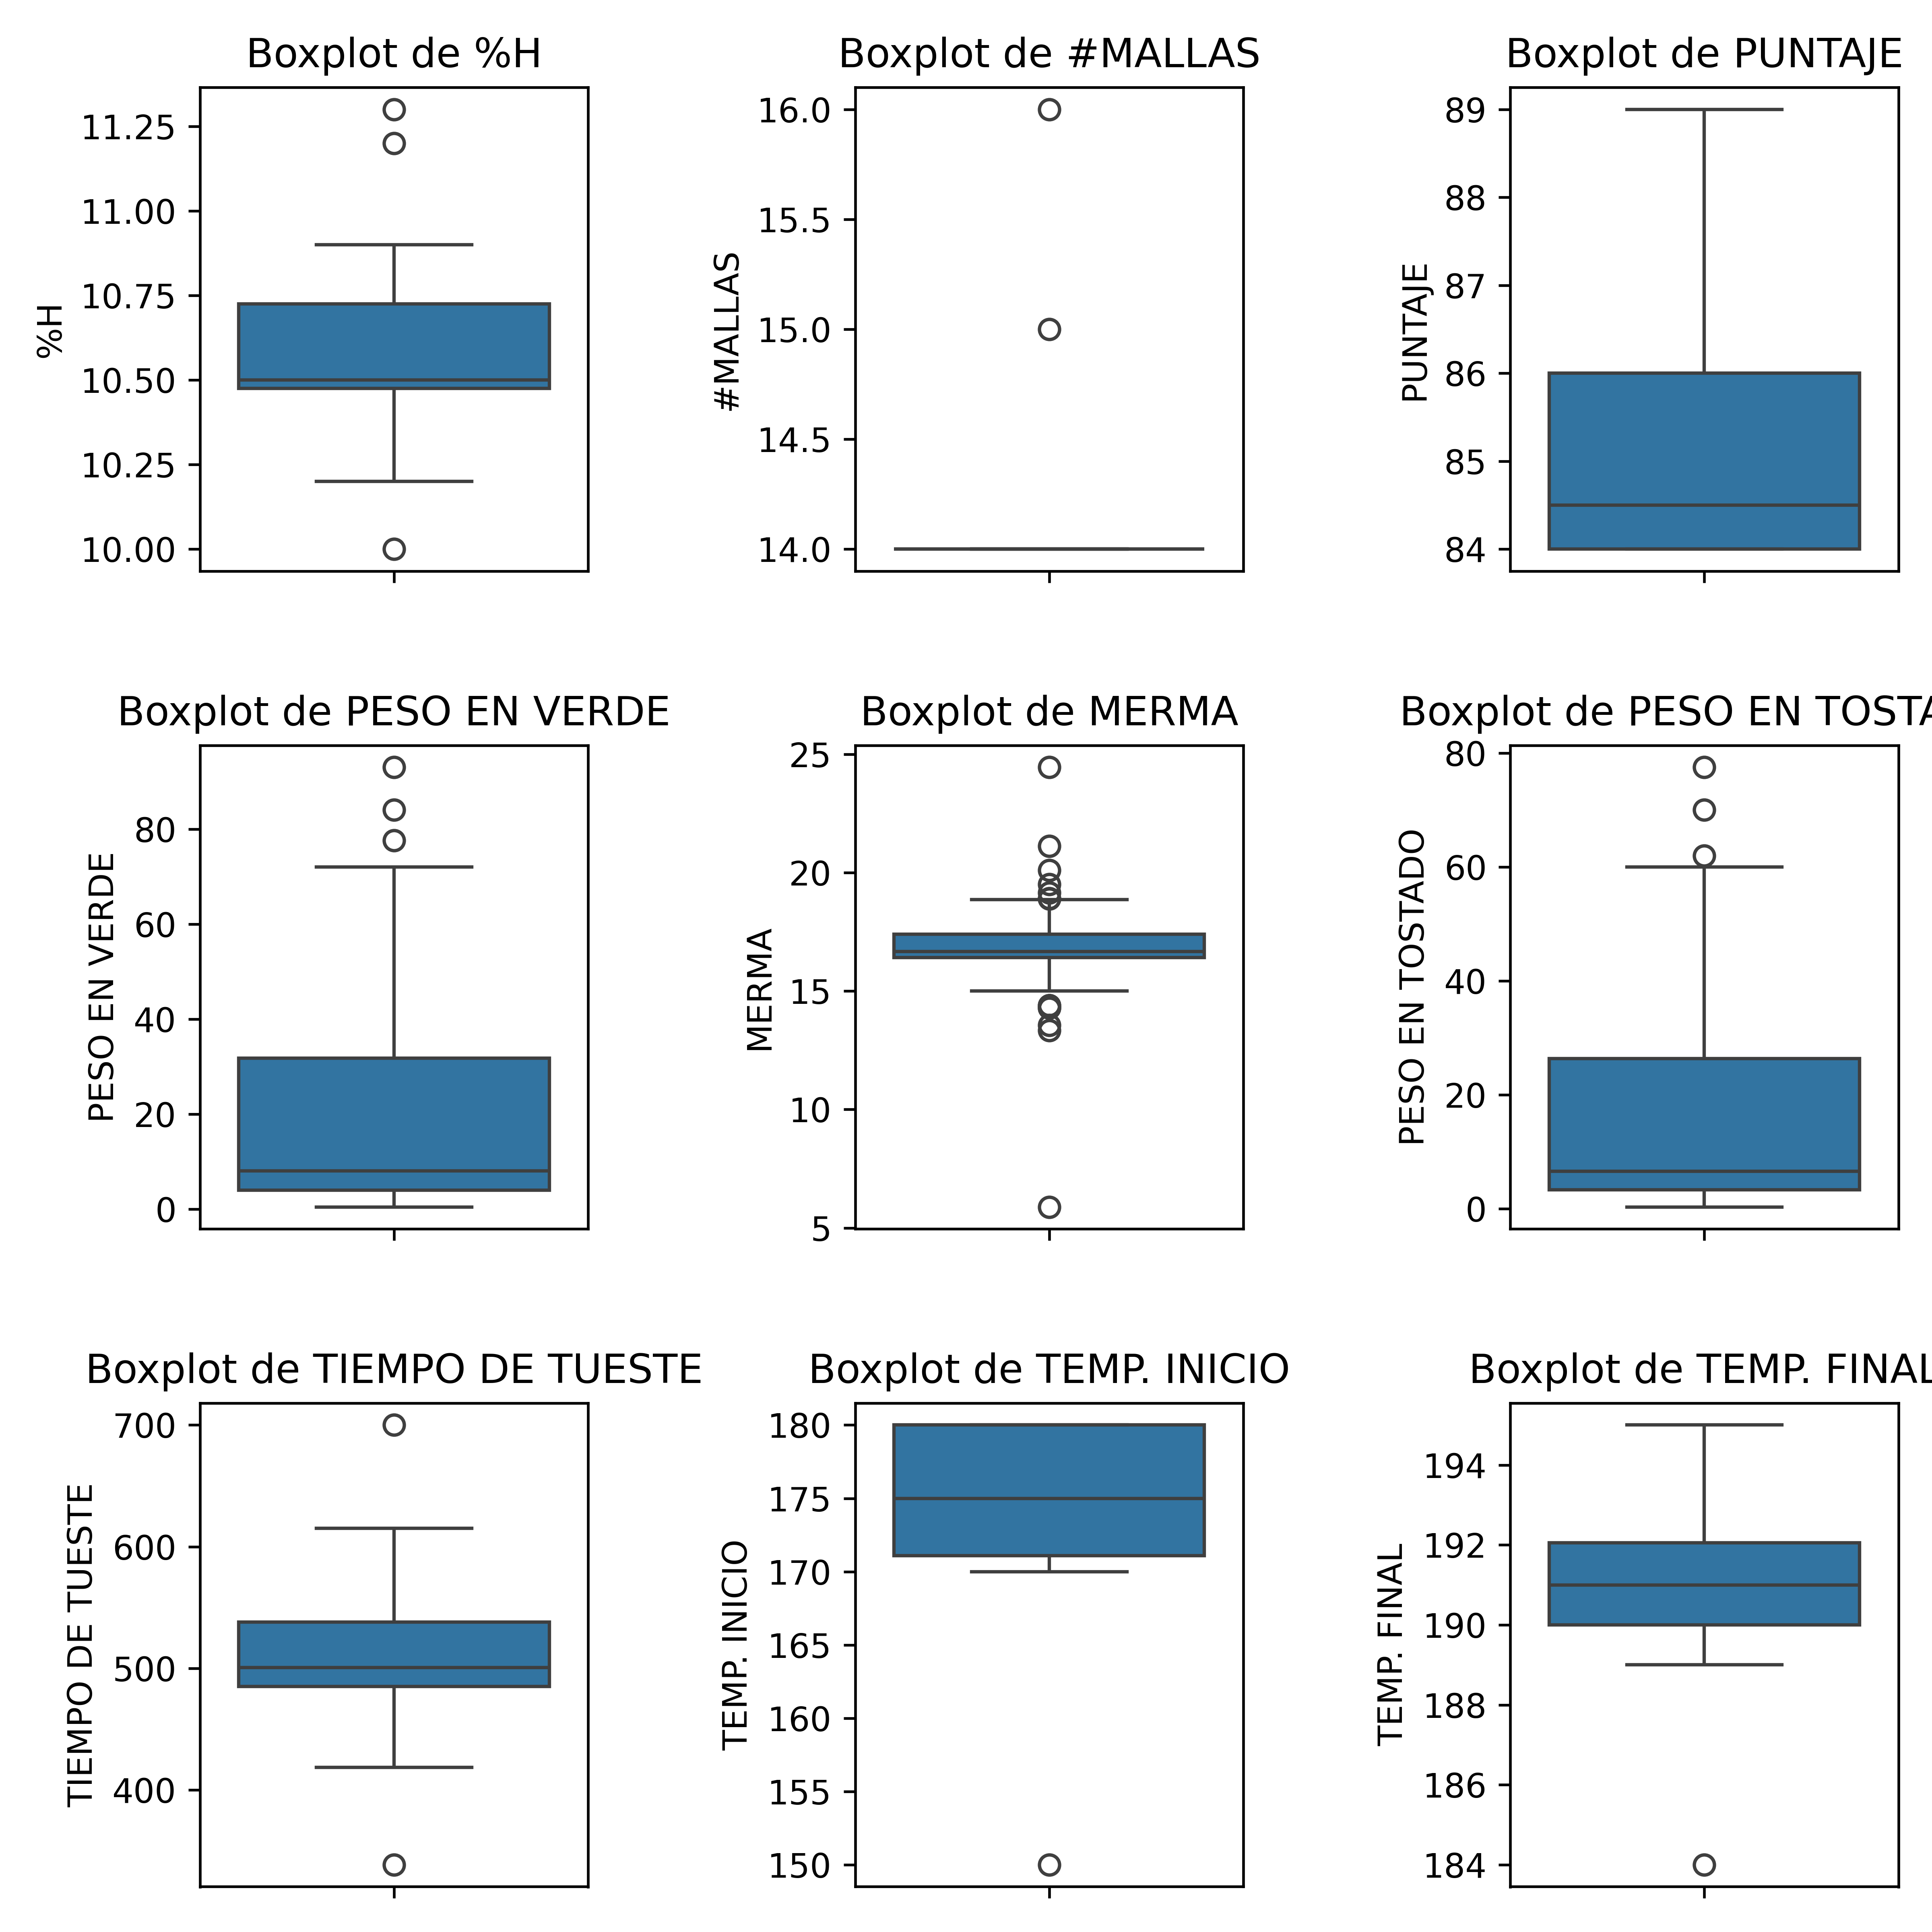 Boxplot de %H
11.25
11.00
10.75
10.50
10.25
10.00
%H
Boxplot de #MALLAS
16.0
15.5
15.0
14.5
14.0
#MALLAS
Boxplot de PUNTAJE
89
88
87
86
85
84
PUNTAJE
Boxplot de PESO EN VERDE
80
60
40
20
0
PESO EN VERDE
Boxplot de MERMA
25
20
15
10
5
MERMA
Boxplot de PESO EN TOSTA
80
60
40
20
0
PESO EN TOSTADO
Boxplot de TIEMPO DE TUESTE
700
600
500
400
TIEMPO DE TUESTE
Boxplot de TEMP. INICIO
180
175
170
165
160
155
150
TEMP. INICIO
Boxplot de TEMP. FINAL
194
192
190
188
186
184
TEMP. FINAL